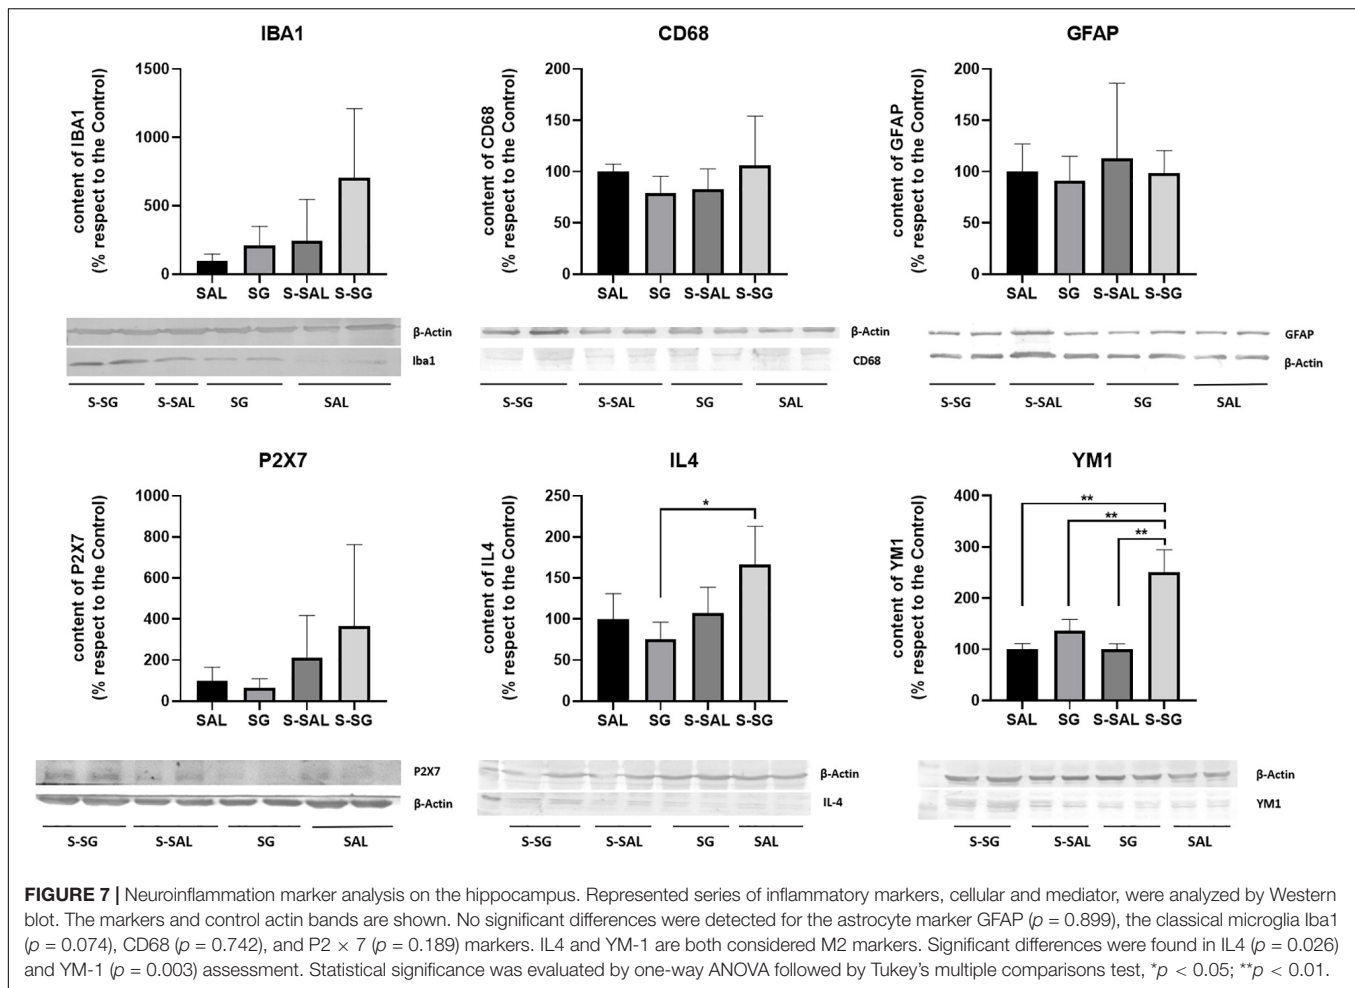 IBA1
content of IBA1
(% respect to the Control)
1500
1000
500
0
SAL SG S-SAL S-SG
β-Actin
Iba1
S-SG S-SAL SG SAL
CD68
content of CD68
(% respect to the Control)
200
150
100
50
0
SAL SG S-SAL S-SG
β-Actin
CD68
S-SG S-SAL SG SAL
GFAP
content of GFAP
(% respect to the Control)
200
150
100
50
0
SAL SG S-SAL S-SG
GFAP
β-Actin
S-SG S-SAL SG SAL
P2X7
content of P2X7
(% respect to the Control)
1000
800
600
400
200
0
SAL SG S-SAL S-SG
P2X7
β-Actin
S-SG S-SAL SG SAL
IL4
content of IL4
(% respect to the Control)
250
200
150
100
50
0
*
SAL SG S-SAL S-SG
β-Actin
IL-4
S-SG S-SAL SG SAL
YM1
content of YM1
(% respect to the Control)
400
300
200
100
0
**
**
**
SAL SG S-SAL S-SG
β-Actin
YM1
S-SG S-SAL SG SAL
FIGURE 7 | Neuroinflammation marker analysis on the hippocampus. Represented series of inflammatory markers, cellular and mediator, were analyzed by Western
blot. The markers and control actin bands are shown. No significant differences were detected for the astrocyte marker GFAP (p = 0.899), the classical microglia Iba1
(p = 0.074), CD68 (p = 0.742), and P2 × 7 (p = 0.189) markers. IL4 and YM-1 are both considered M2 markers. Significant differences were found in IL4 (p = 0.026)
and YM-1 (p = 0.003) assessment. Statistical significance was evaluated by one-way ANOVA followed by Tukey's multiple comparisons test, *p < 0.05; **p < 0.01.